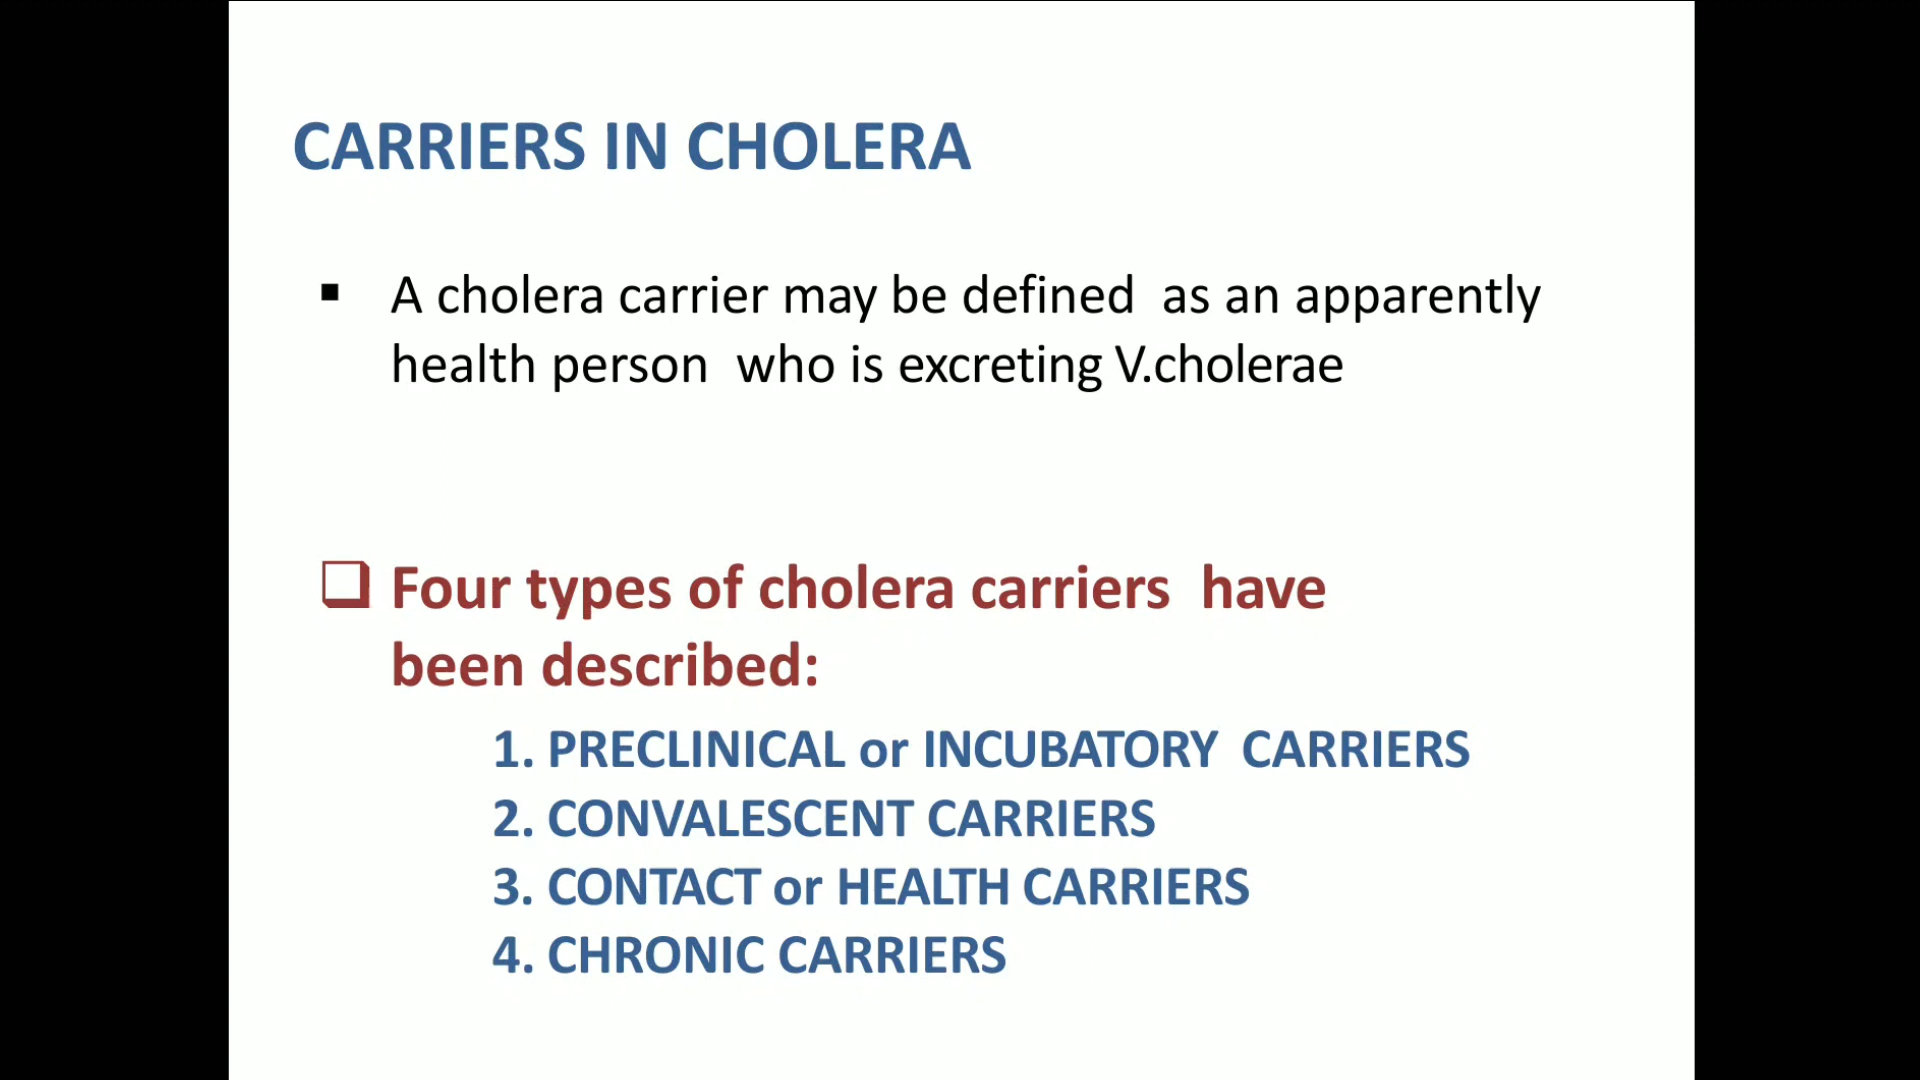 CARRIERS IN CHOLERA
▪ A cholera carrier may be defined as an apparently
health person who is excreting V.cholerae
❑ Four types of cholera carriers have
been described:
1. PRECLINICAL or INCUBATORY CARRIERS
2. CONVALESCENT CARRIERS
3. CONTACT or HEALTH CARRIERS
4. CHRONIC CARRIERS